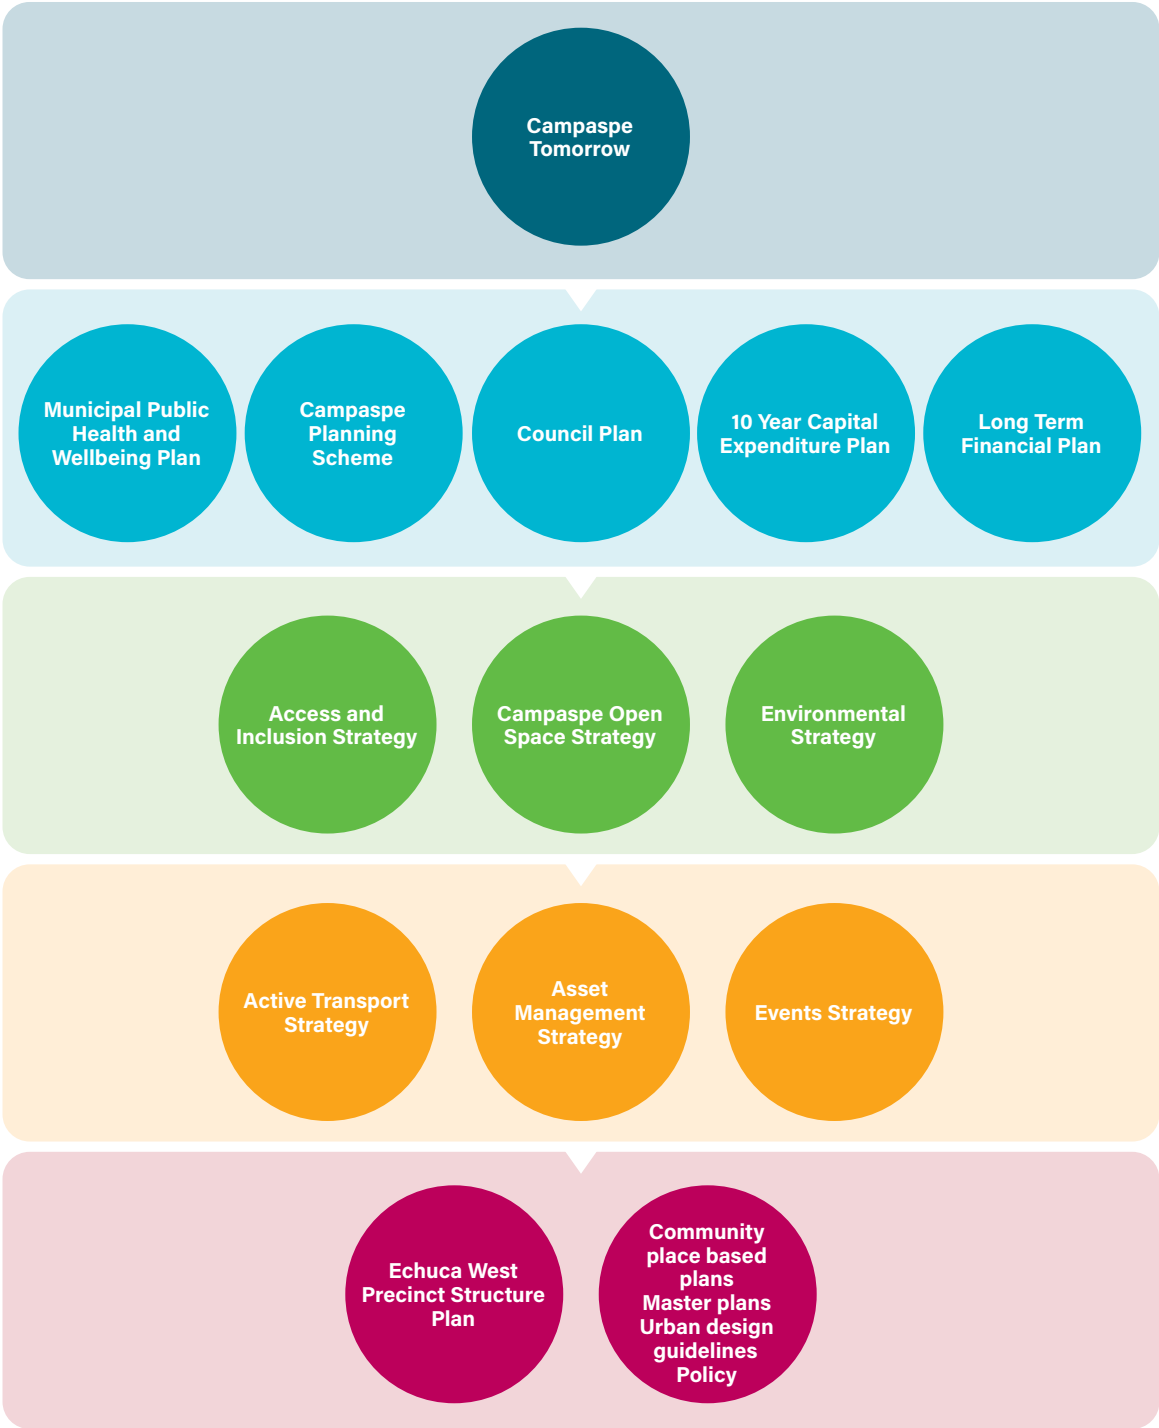 Campaspe
Tomorrow
Municipal Public
Health and
Wellbeing Plan
Campaspe
Planning
Scheme
Council Plan
10 Year Capital
Expenditure Plan
Long Term
Financial Plan
Access and
Inclusion Strategy
Campaspe Open
Space Strategy
Environmental
Strategy
Active Transport
Strategy
Asset
Management
Strategy
Events Strategy
Echuca West
Precinct Structure
Plan
Community
place based
plans
Master plans
Urban design
guidelines
Policy